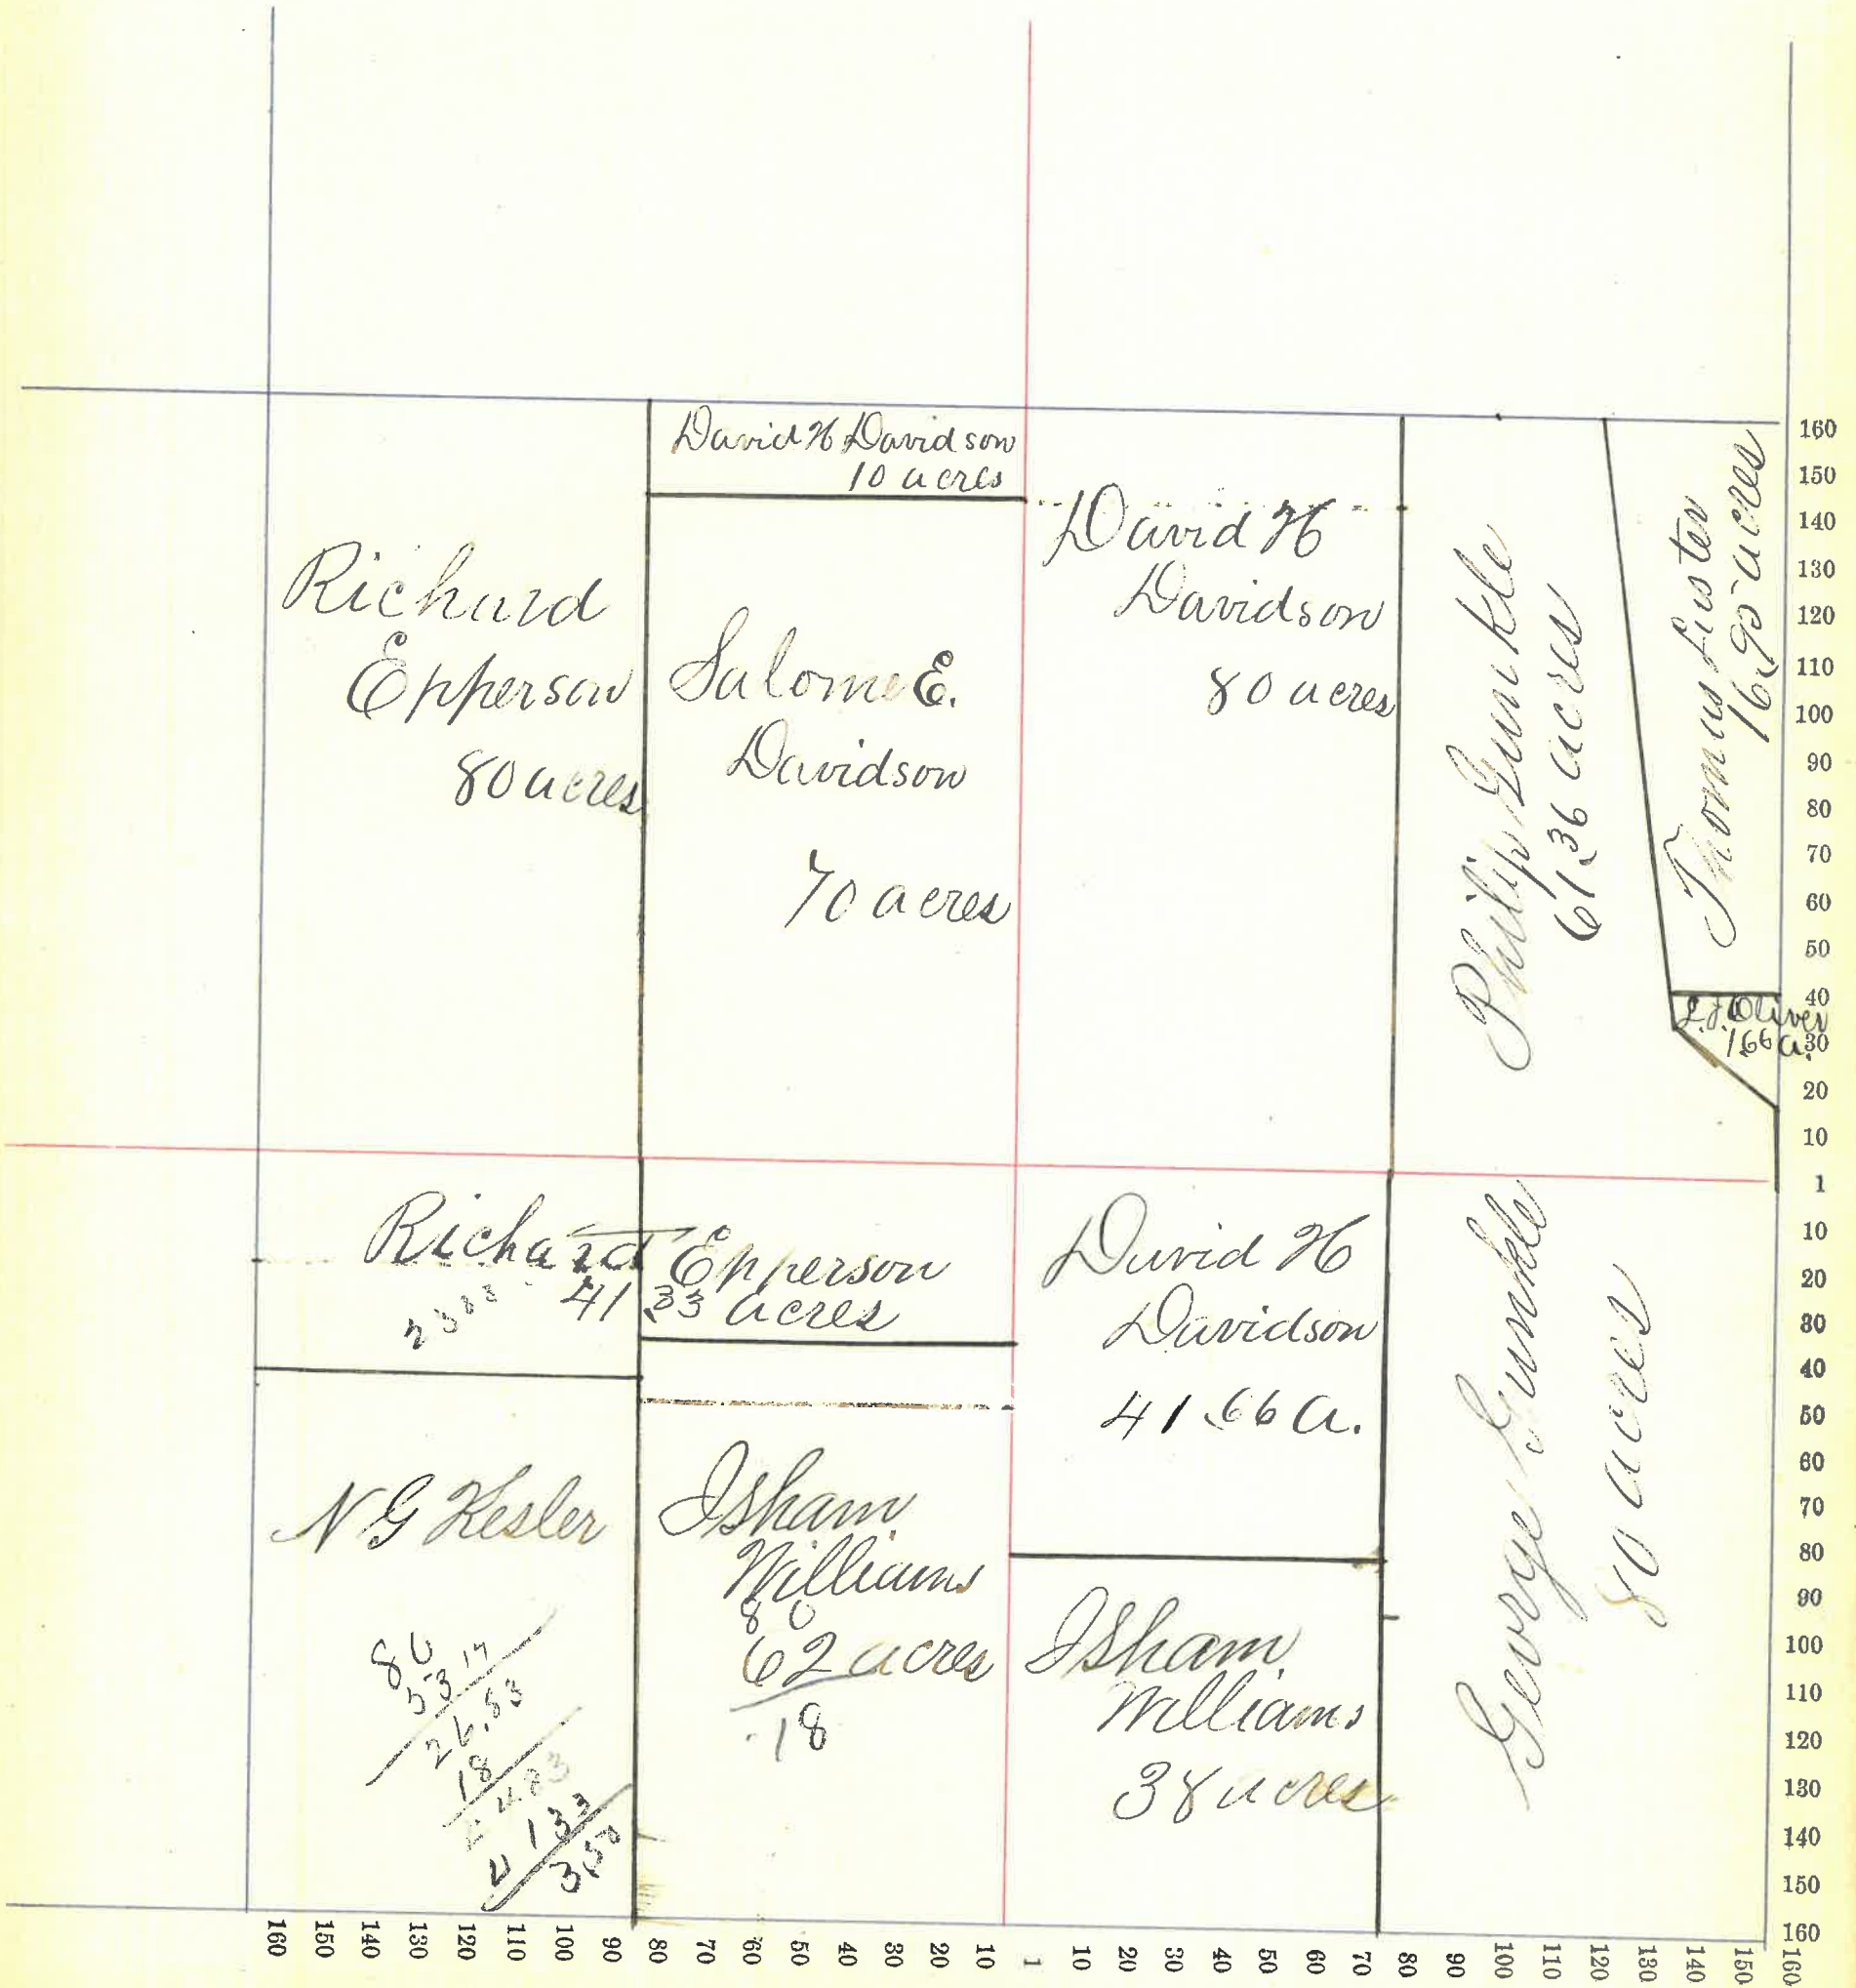 David H Davidson
10 acres
Richard
Epperson
80 acres
Salome E.
Davidson
70 acres
David H
Davidson
80 acres
Philip Gunkle
61.36 acres
Thomas Luster
16.95 acres
L.J. Oliver
1.66 a.
Richard Epperson
41.33 acres
David H
Davidson
41.66 A.
George Gunkle
80 acres
N G Kesler
Isham
Williams
80
62 acres
18
Isham
Williams
38 acres
26.83
18
160
150
140
130
120
110
100
90
80
70
60
50
40
30
20
10
1
10
20
30
40
50
60
70
80
90
100
110
120
130
140
150
160
160 150 140 130 120 110 100 90 80 70 60 50 40 30 20 10 1 10 20 30 40 50 60 70 80 90 100 110 120 130 140 150 160